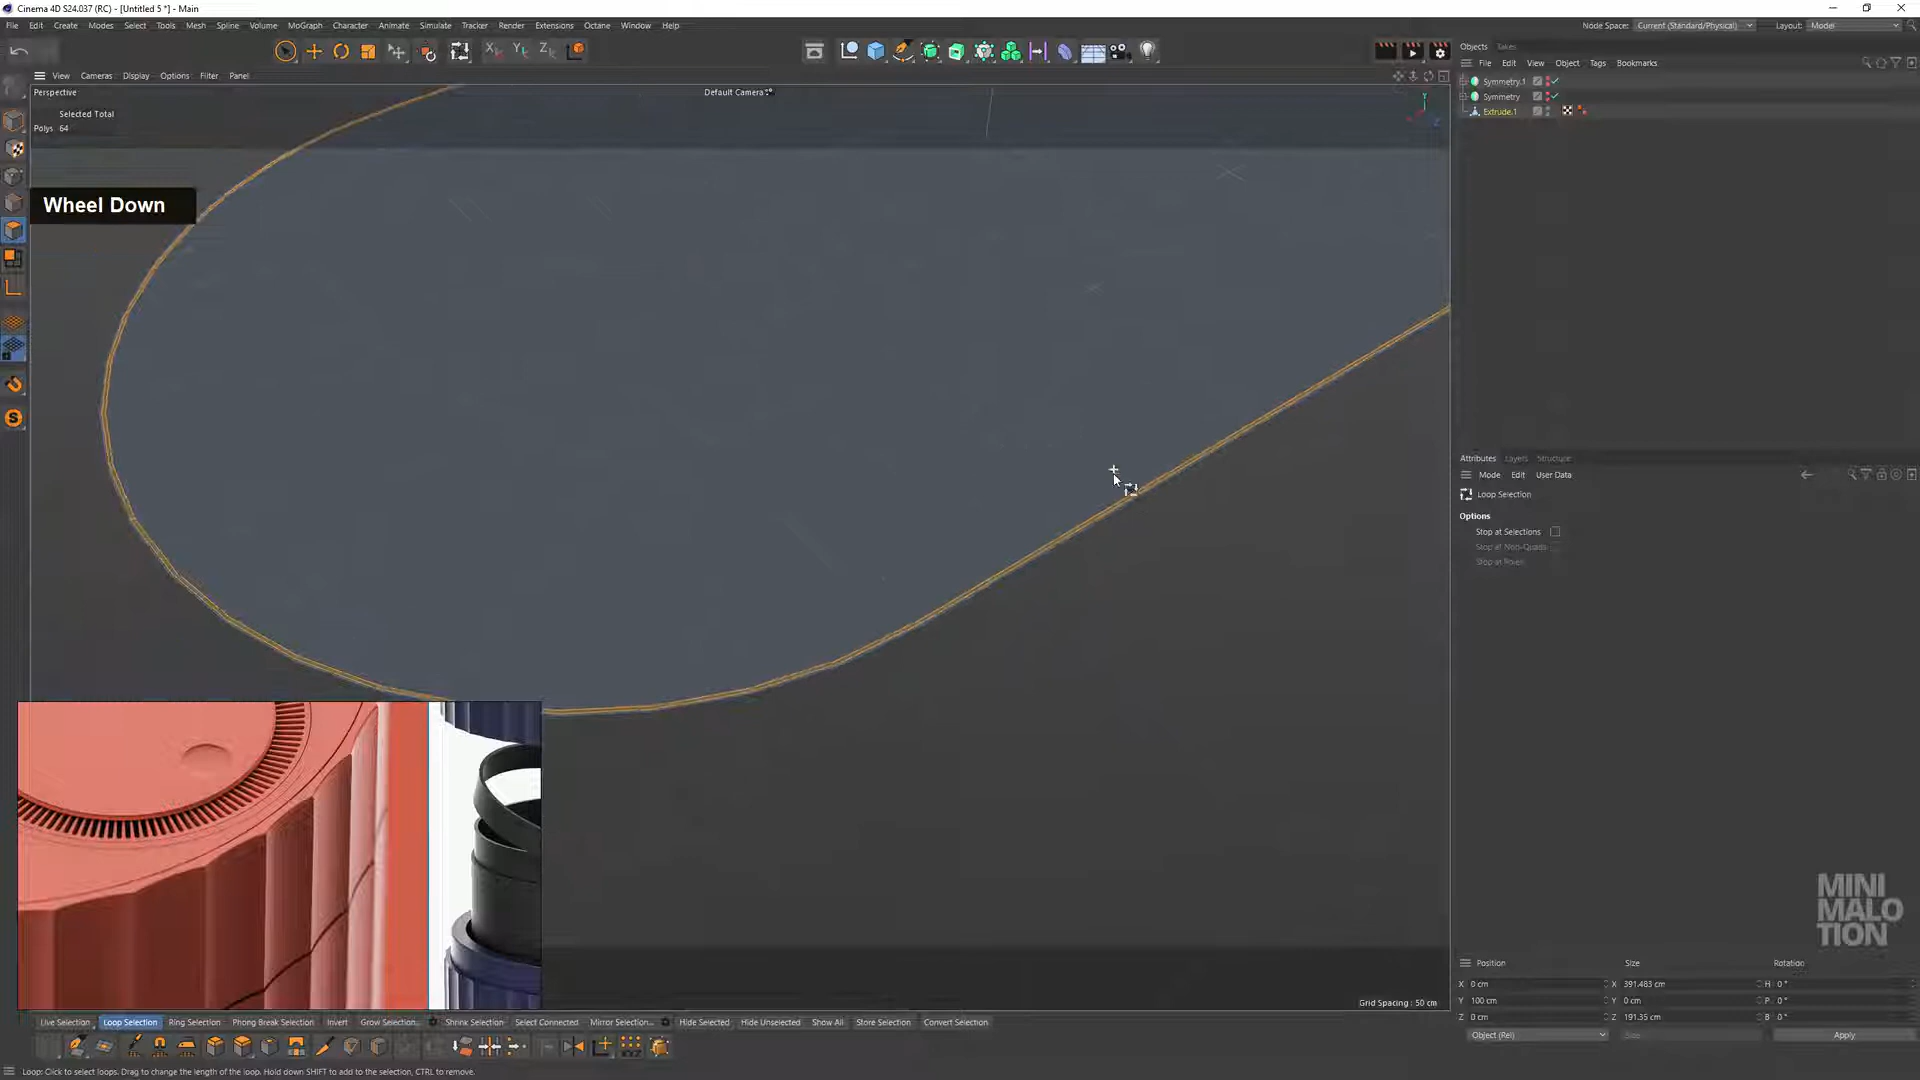 Cinema 4D S24.037 (RC) - [Untitled 5 *] - Main
File Edit Create Modes Select Tools Mesh Spline Volume MoGraph Character Animate Simulate Tracker Render Extensions Octane Window Help
Node Space: Current (Standard/Physical) Layout: Model
Objects Takes
File Edit View Object Tags Bookmarks
View Cameras Display Options Filter Panel
Perspective
Default Camera
Selected Total
Polys 64
Symmetry.1
Symmetry
Extrude.1
Wheel Down
Attributes Layers Structure
Mode Edit User Data
Loop Selection
Options
Stop at Selections
Stop at Non-Quads
Stop at Poles
MINI
MALO
TION
Position Size Rotation
X 0 cm X 391.483 cm H 0°
Y 100 cm Y 0 cm P 0°
Z 0 cm Z 191.35 cm B 0°
Object (Rel) Size Apply
Grid Spacing : 50 cm
Live Selection Loop Selection Ring Selection Phong Break Selection Invert Grow Selection... Shrink Selection Select Connected Mirror Selection... Hide Selected Hide Unselected Show All Store Selection Convert Selection
Loop: Click to select loops. Drag to change the length of the loop. Hold down SHIFT to add to the selection, CTRL to remove.